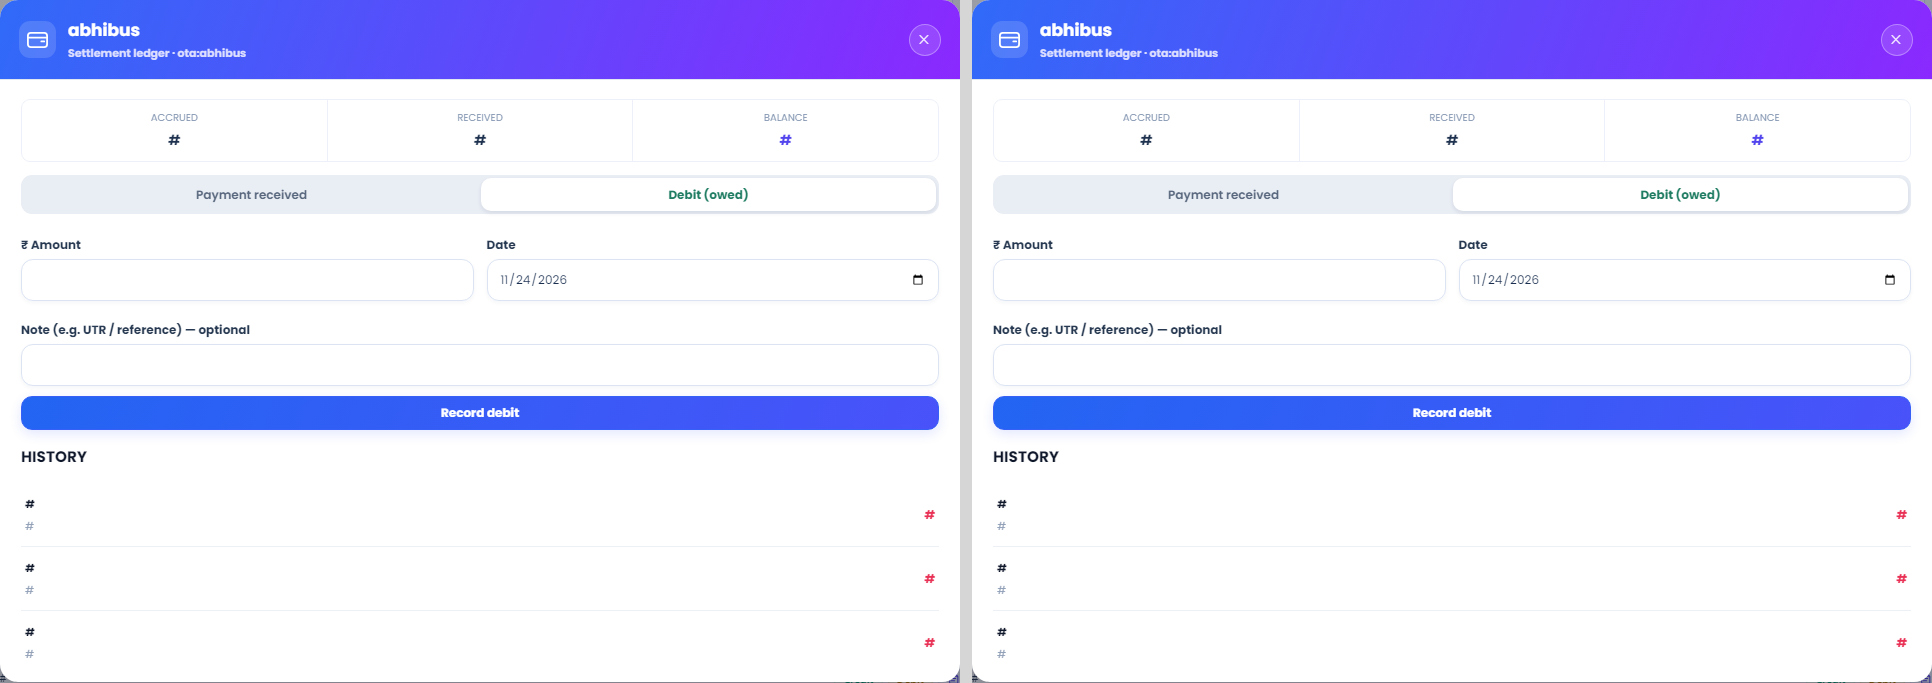 abhibus
Settlement ledger · ota:abhibus
ACCRUED
#
RECEIVED
#
BALANCE
#
Payment received
Debit (owed)
₹ Amount
Date
11/24/2026
Note (e.g. UTR / reference) — optional
Record debit
HISTORY
#
#
#
#
#
#
#
#
#
abhibus
Settlement ledger · ota:abhibus
ACCRUED
#
RECEIVED
#
BALANCE
#
Payment received
Debit (owed)
₹ Amount
Date
11/24/2026
Note (e.g. UTR / reference) — optional
Record debit
HISTORY
#
#
#
#
#
#
#
#
#